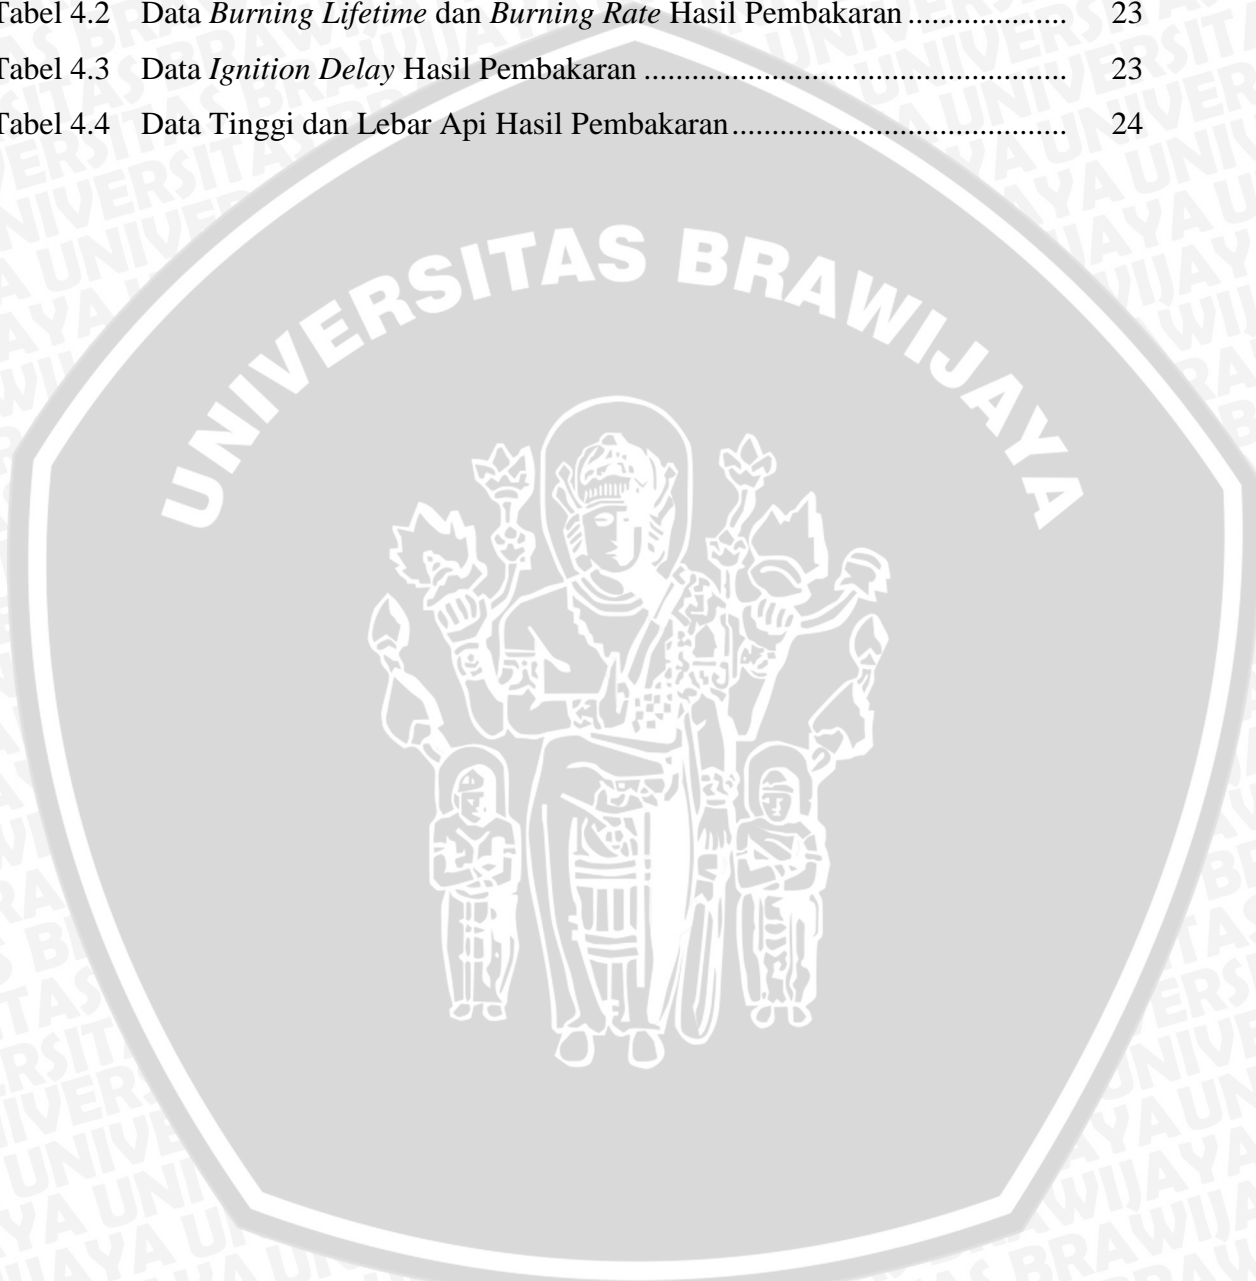 Tabel 4.2 Data Burning Lifetime dan Burning Rate Hasil Pembakaran .................... 23
Tabel 4.3 Data Ignition Delay Hasil Pembakaran ..................................................... 23
Tabel 4.4 Data Tinggi dan Lebar Api Hasil Pembakaran.......................................... 24
UNIVERSITAS BRAWIJAYA